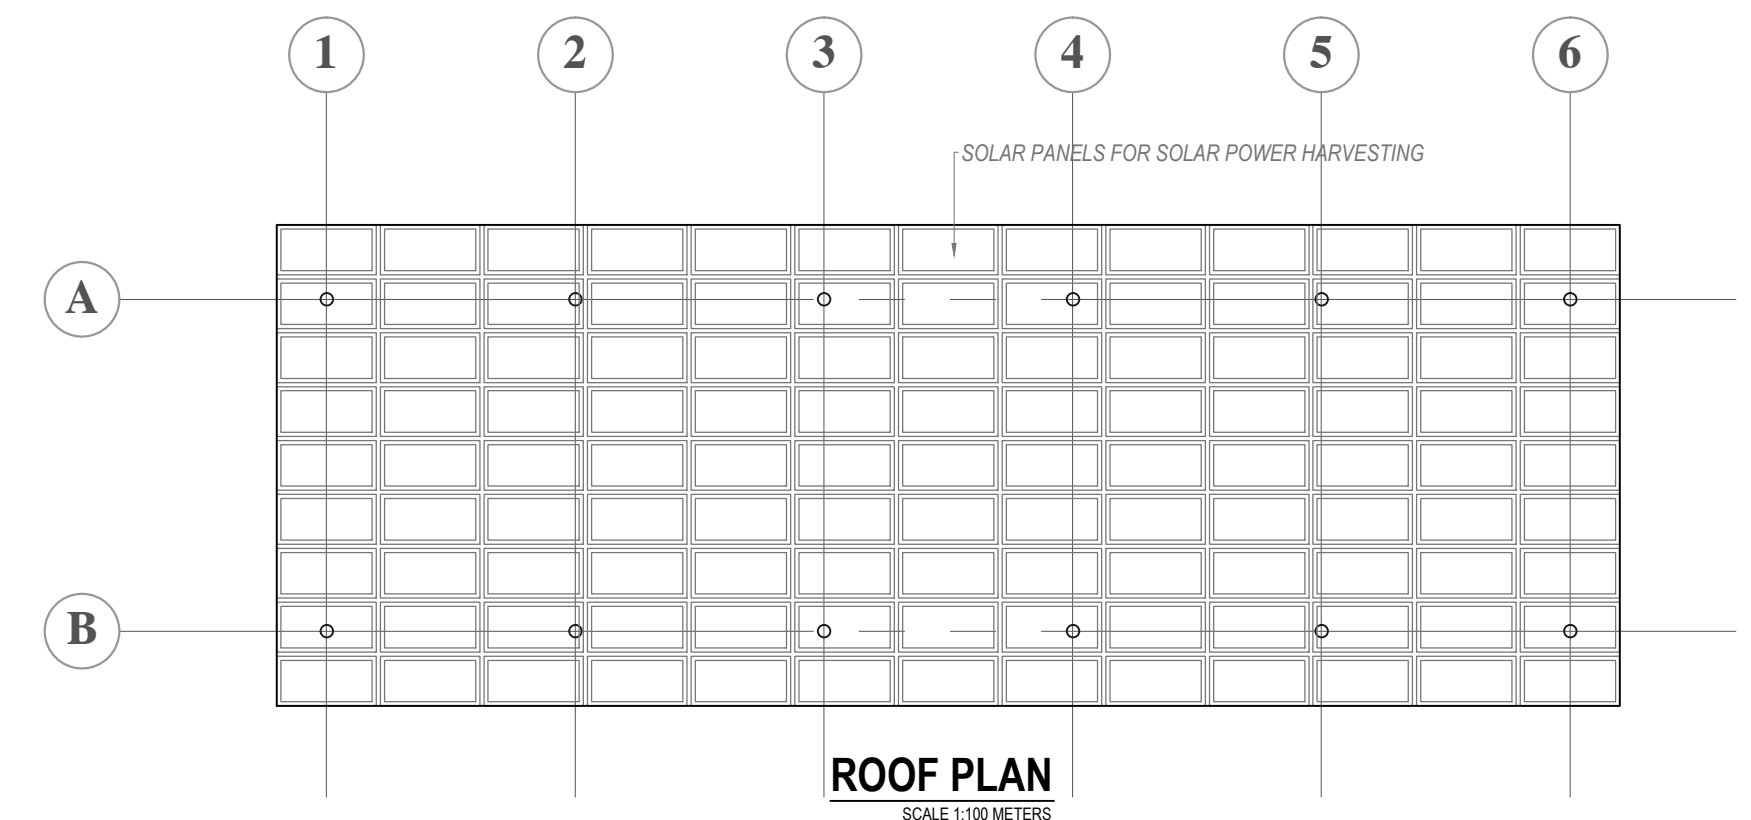 1 2 3 4 5 6
SOLAR PANELS FOR SOLAR POWER HARVESTING
A
B
ROOF PLAN
SCALE 1:100 METERS